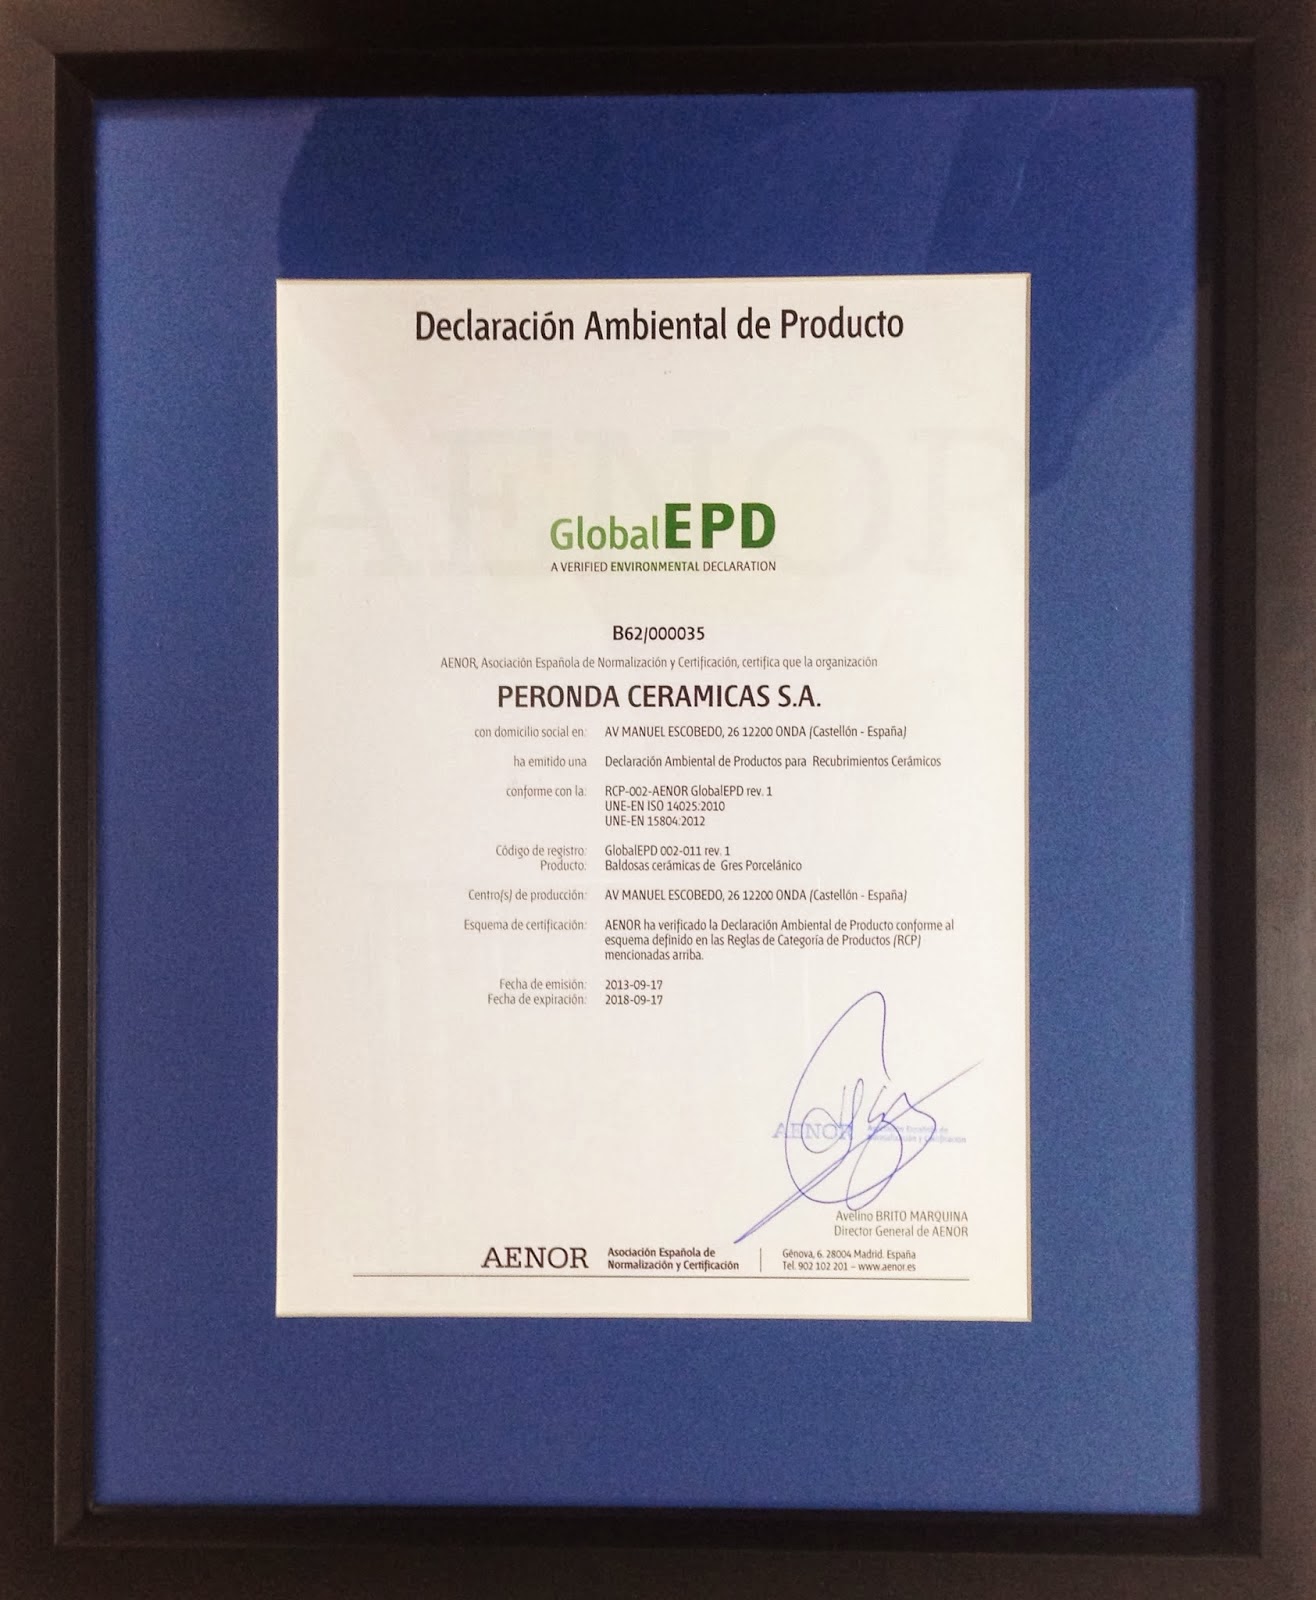 Declaración Ambiental de Producto
AENOR
GlobalEPD
A VERIFIED ENVIRONMENTAL DECLARATION
B62/000035
AENOR, Asociación Española de Normalización y Certificación, certifica que la organización
PERONDA CERAMICAS S.A.
con domicilio social en: AV MANUEL ESCOBEDO, 26 12200 ONDA (Castellón - España)
ha emitido una Declaración Ambiental de Productos para Recubrimientos Cerámicos
conforme con la: RCP-002-AENOR GlobalEPD rev. 1
UNE-EN ISO 14025:2010
UNE-EN 15804:2012
Código de registro: GlobalEPD 002-011 rev. 1
Producto: Baldosas cerámicas de Gres Porcelánico
Centro(s) de producción: AV MANUEL ESCOBEDO, 26 12200 ONDA (Castellón - España)
Esquema de certificación: AENOR ha verificado la Declaración Ambiental de Producto conforme al
esquema definido en las Reglas de Categoría de Productos (RCP)
mencionadas arriba.
Fecha de emisión: 2013-09-17
Fecha de expiración: 2018-09-17
AENOR Asociación Española de
Normalización y Certificación
Avelino BRITO MARQUINA
Director General de AENOR
AENOR Asociación Española de
Normalización y Certificación
Génova, 6. 28004 Madrid. España
Tel. 902 102 201 – www.aenor.es